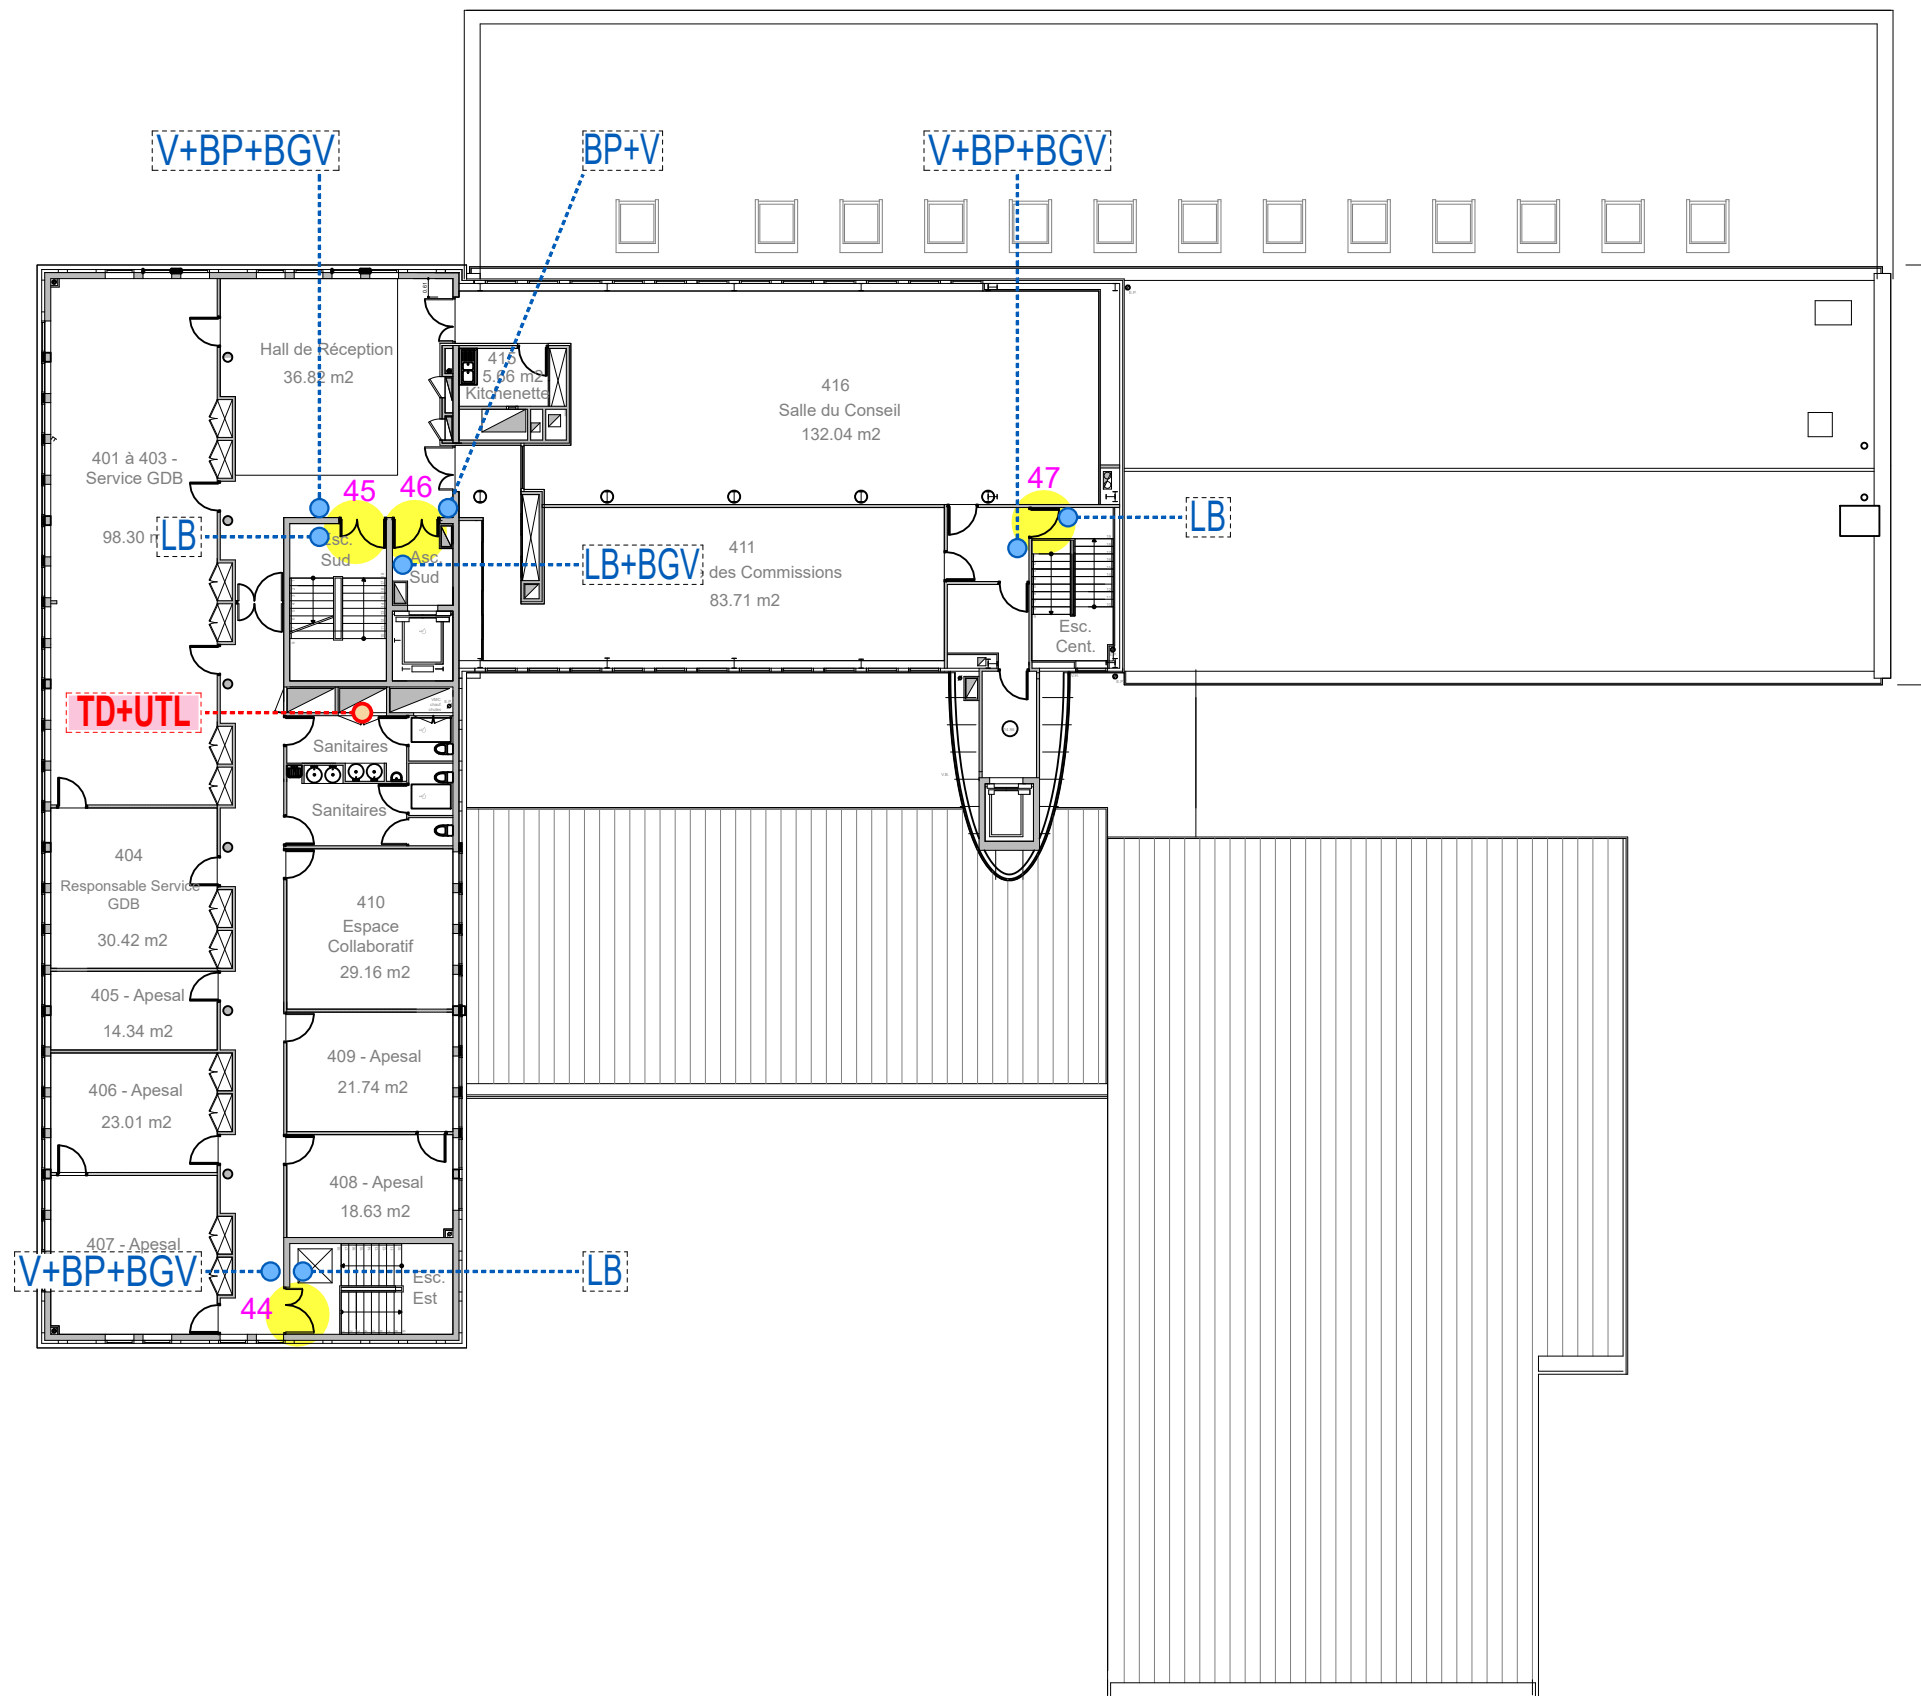 V+BP+BGV
BP+V
V+BP+BGV
Hall de Réception
36.82 m2
415
5.66 m2
Kitchenette
416
Salle du Conseil
132.04 m2
401 à 403 -
Service GDB
98.30
45
46
47
LB
LB
Esc.
Sud
Asc.
Sud
LB+BGV
411
des Commissions
83.71 m2
Esc.
Cent.
TD+UTL
Sanitaires
Sanitaires
404
Responsable Service
GDB
30.42 m2
410
Espace
Collaboratif
29.16 m2
405 - Apesal
14.34 m2
409 - Apesal
21.74 m2
406 - Apesal
23.01 m2
408 - Apesal
18.63 m2
407 - Apesal
V+BP+BGV
LB
Esc.
Est
44